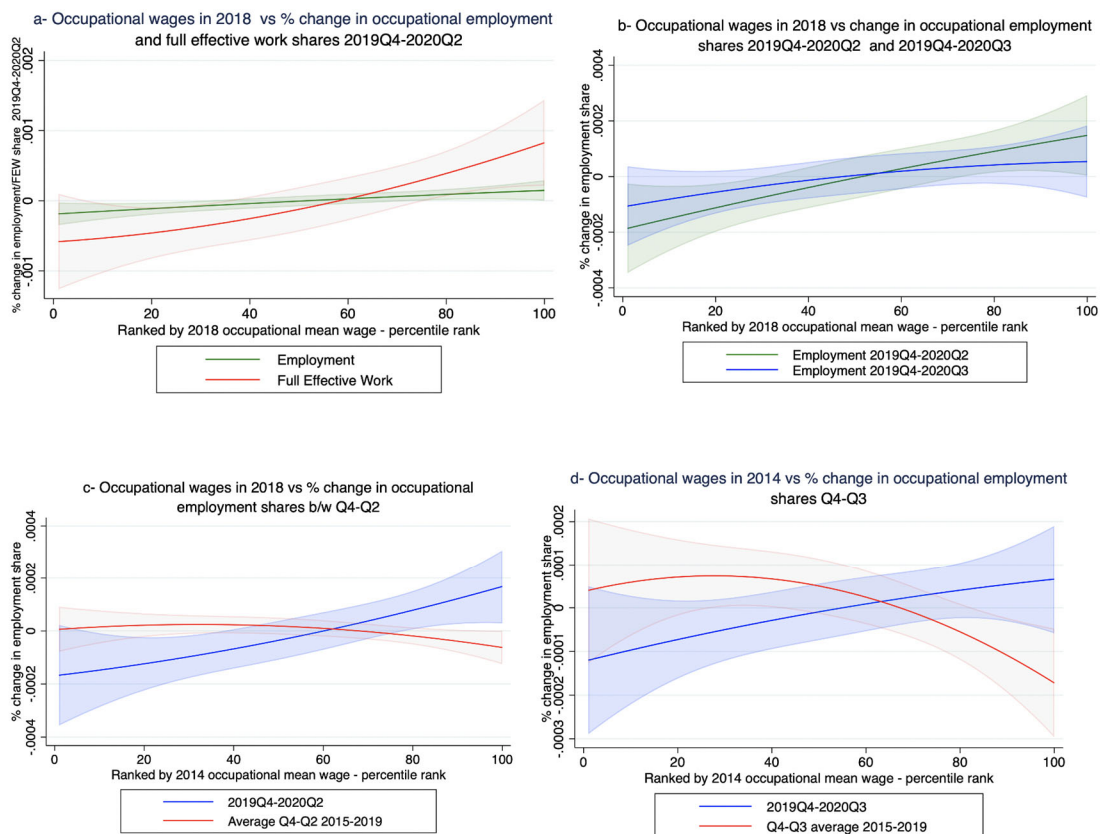 a- Occupational wages in 2018 vs % change in occupational employment
and full effective work shares 2019Q4-2020Q2
% change in employment/FEW share 2019Q4-2020Q2
.002
.001
0
-.001
0 20 40 60 80 100
Ranked by 2018 occupational mean wage - percentile rank
Employment
Full Effective Work
b- Occupational wages in 2018 vs change in occupational employment
shares 2019Q4-2020Q2 and 2019Q4-2020Q3
% change in employment share
.0004
.0002
0
-.0002
-.0004
0 20 40 60 80 100
Ranked by 2018 occupational mean wage - percentile rank
Employment 2019Q4-2020Q2
Employment 2019Q4-2020Q3
c- Occupational wages in 2018 vs % change in occupational
employment shares b/w Q4-Q2
% change in employment share
.0004
.0002
0
-.0002
-.0004
0 20 40 60 80 100
Ranked by 2014 occupational mean wage - percentile rank
2019Q4-2020Q2
Average Q4-Q2 2015-2019
d- Occupational wages in 2014 vs % change in occupational employment
shares Q4-Q3
% change in employment share
.0002
.0001
0
-.0001
-.0002
-.0003
0 20 40 60 80 100
Ranked by 2014 occupational mean wage - percentile rank
2019Q4-2020Q3
Q4-Q3 average 2015-2019